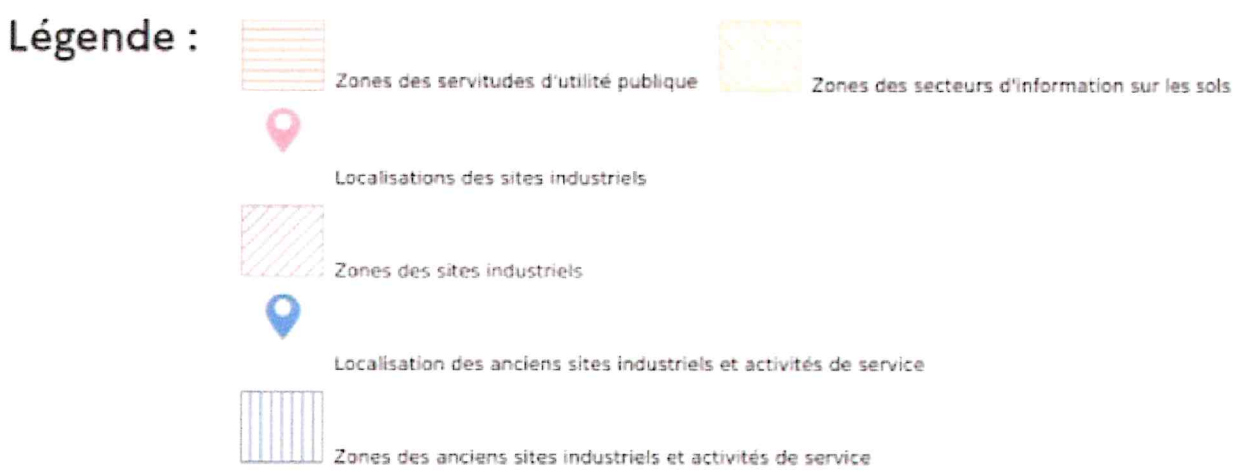 Légende :
Zones des servitudes d'utilité publique
Zones des secteurs d'information sur les sols
Localisations des sites industriels
Zones des sites industriels
Localisation des anciens sites industriels et activités de service
Zones des anciens sites industriels et activités de service